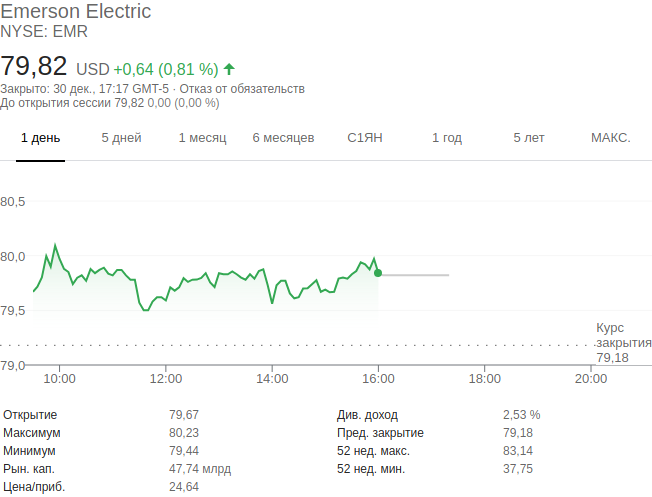 Emerson Electric
NYSE: EMR
79,82 USD +0,64 (0,81 %)
Закрыто: 30 дек., 17:17 GMT-5 · Отказ от обязательств
До открытия сессии 79,82 0,00 (0,00 %)
1 день 5 дней 1 месяц 6 месяцев С1ЯН 1 год 5 лет МАКС.
80,5
80,0
79,5
Курс
закрытия
79,18
79,0
10:00 12:00 14:00 16:00 18:00 20:00
Открытие 79,67 Див. доход 2,53 %
Максимум 80,23 Пред. закрытие 79,18
Минимум 79,44 52 нед. макс. 83,14
Рын. кап. 47,74 млрд 52 нед. мин. 37,75
Цена/приб. 24,64